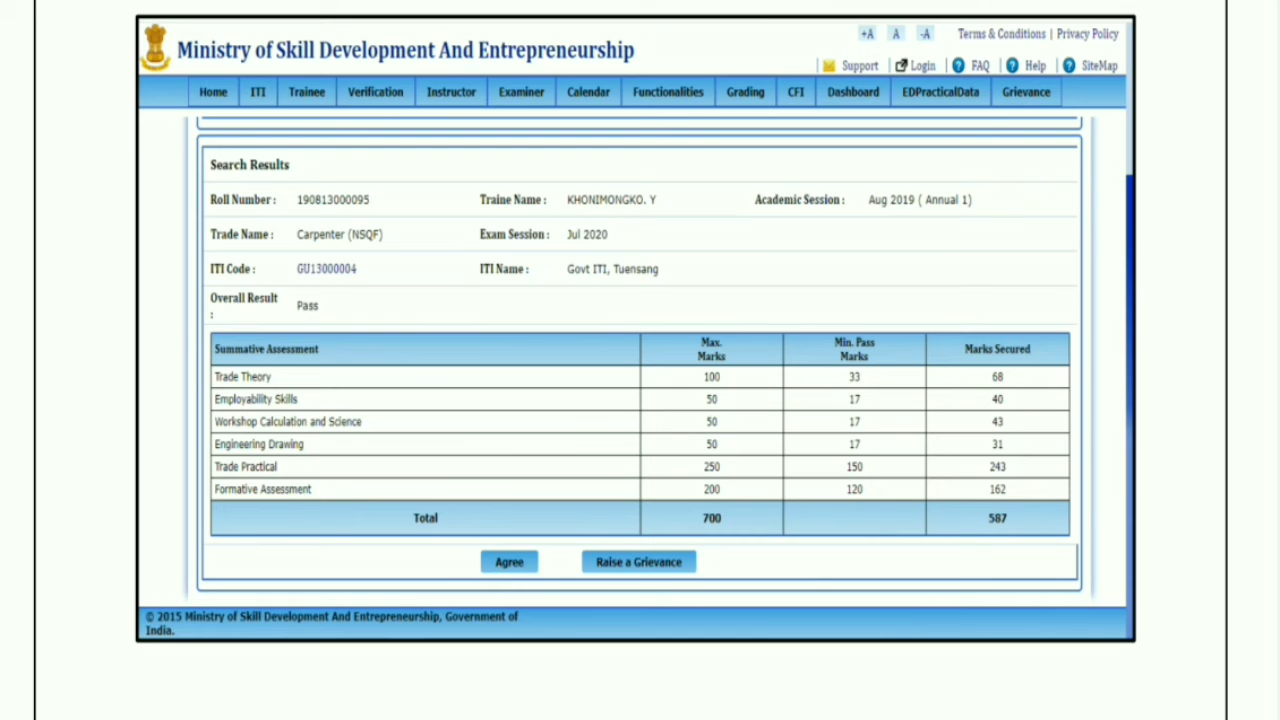 +A A -A Terms & Conditions | Privacy Policy
Ministry of Skill Development And Entrepreneurship
| Support | Login | FAQ | Help | SiteMap
Home ITI Trainee Verification Instructor Examiner Calendar Functionalities Grading CFI Dashboard EDPracticalData Grievance
Search Results
Roll Number : 190813000095 Traine Name : KHONIMONGKO. Y Academic Session : Aug 2019 ( Annual 1)
Trade Name : Carpenter (NSQF) Exam Session : Jul 2020
ITI Code : GU13000004 ITI Name : Govt ITI, Tuensang
Overall Result : Pass
Summative Assessment Max. Marks Min. Pass Marks Marks Secured
Trade Theory 100 33 68
Employability Skills 50 17 40
Workshop Calculation and Science 50 17 43
Engineering Drawing 50 17 31
Trade Practical 250 150 243
Formative Assessment 200 120 162
Total 700 587
Agree Raise a Grievance
© 2015 Ministry of Skill Development And Entrepreneurship, Government of
India.